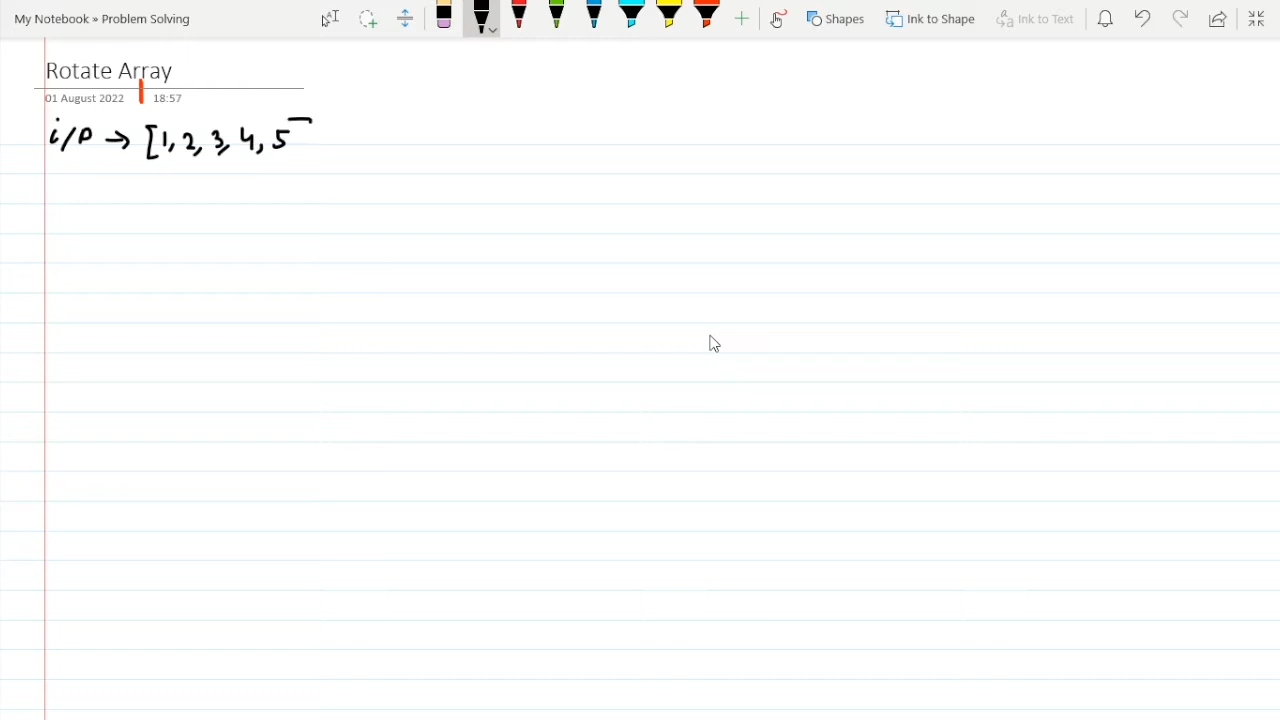 My Notebook » Problem Solving
Shapes
Ink to Shape
Ink to Text
Rotate Array
01 August 2022 18:57
i/P → [1, 2, 3, 4, 5